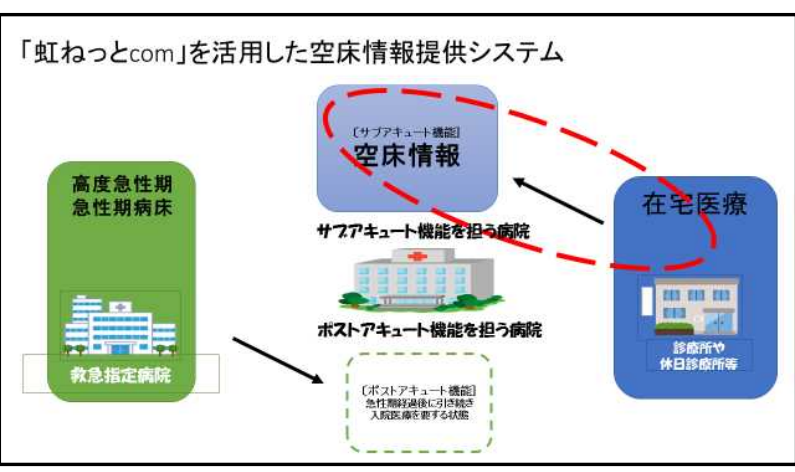 「虹ねっとcom」を活用した空床情報提供システム
［サブアキュート機能］
空床情報
高度急性期
急性期病床
在宅医療
サブアキュート機能を担う病院
ポストアキュート機能を担う病院
診療所や
休日診療所等
救急指定病院
［ポストアキュート機能］
急性期経過後に引き続き
入院医療を要する状態